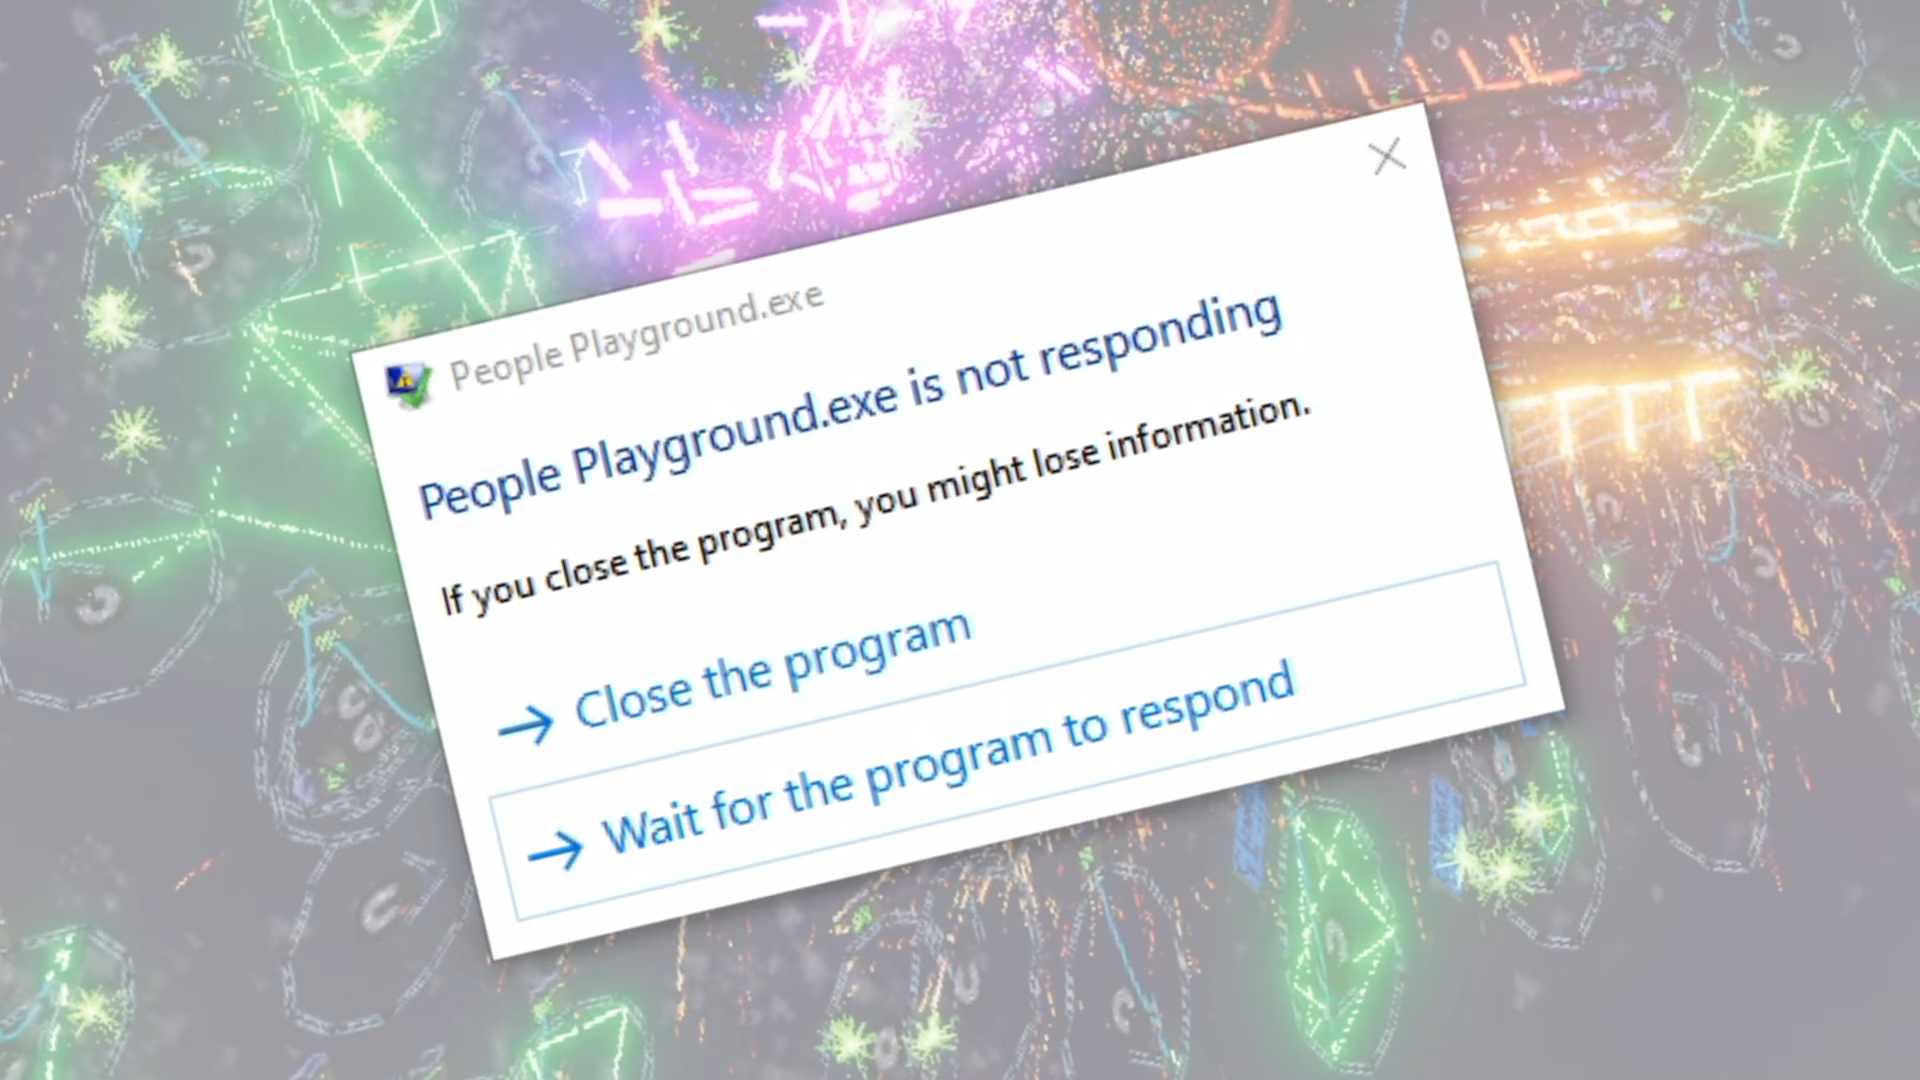 People Playground.exe
People Playground.exe is not responding
If you close the program, you might lose information.
Close the program
Wait for the program to respond